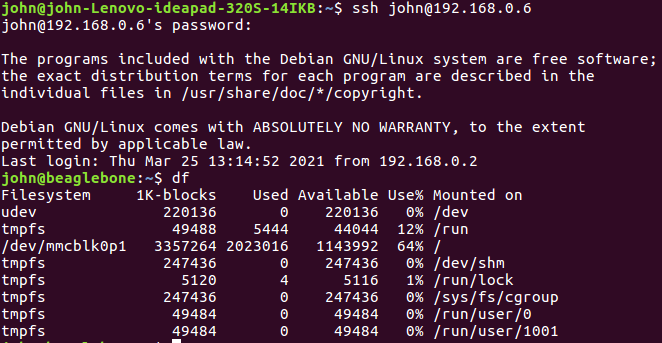 john@john-Lenovo-ideapad-320S-14IKB:~$ ssh john@192.168.0.6
john@192.168.0.6's password:
The programs included with the Debian GNU/Linux system are free software;
the exact distribution terms for each program are described in the
individual files in /usr/share/doc/*/copyright.
Debian GNU/Linux comes with ABSOLUTELY NO WARRANTY, to the extent
permitted by applicable law.
Last login: Thu Mar 25 13:14:52 2021 from 192.168.0.2
john@beaglebone:~$ df
Filesystem     1K-blocks    Used Available Use% Mounted on
udev              220136       0    220136   0% /dev
tmpfs              49488    5444     44044  12% /run
/dev/mmcblk0p1   3357264 2023016   1143992  64% /
tmpfs             247436       0    247436   0% /dev/shm
tmpfs               5120       4      5116   1% /run/lock
tmpfs             247436       0    247436   0% /sys/fs/cgroup
tmpfs              49484       0     49484   0% /run/user/0
tmpfs              49484       0     49484   0% /run/user/1001